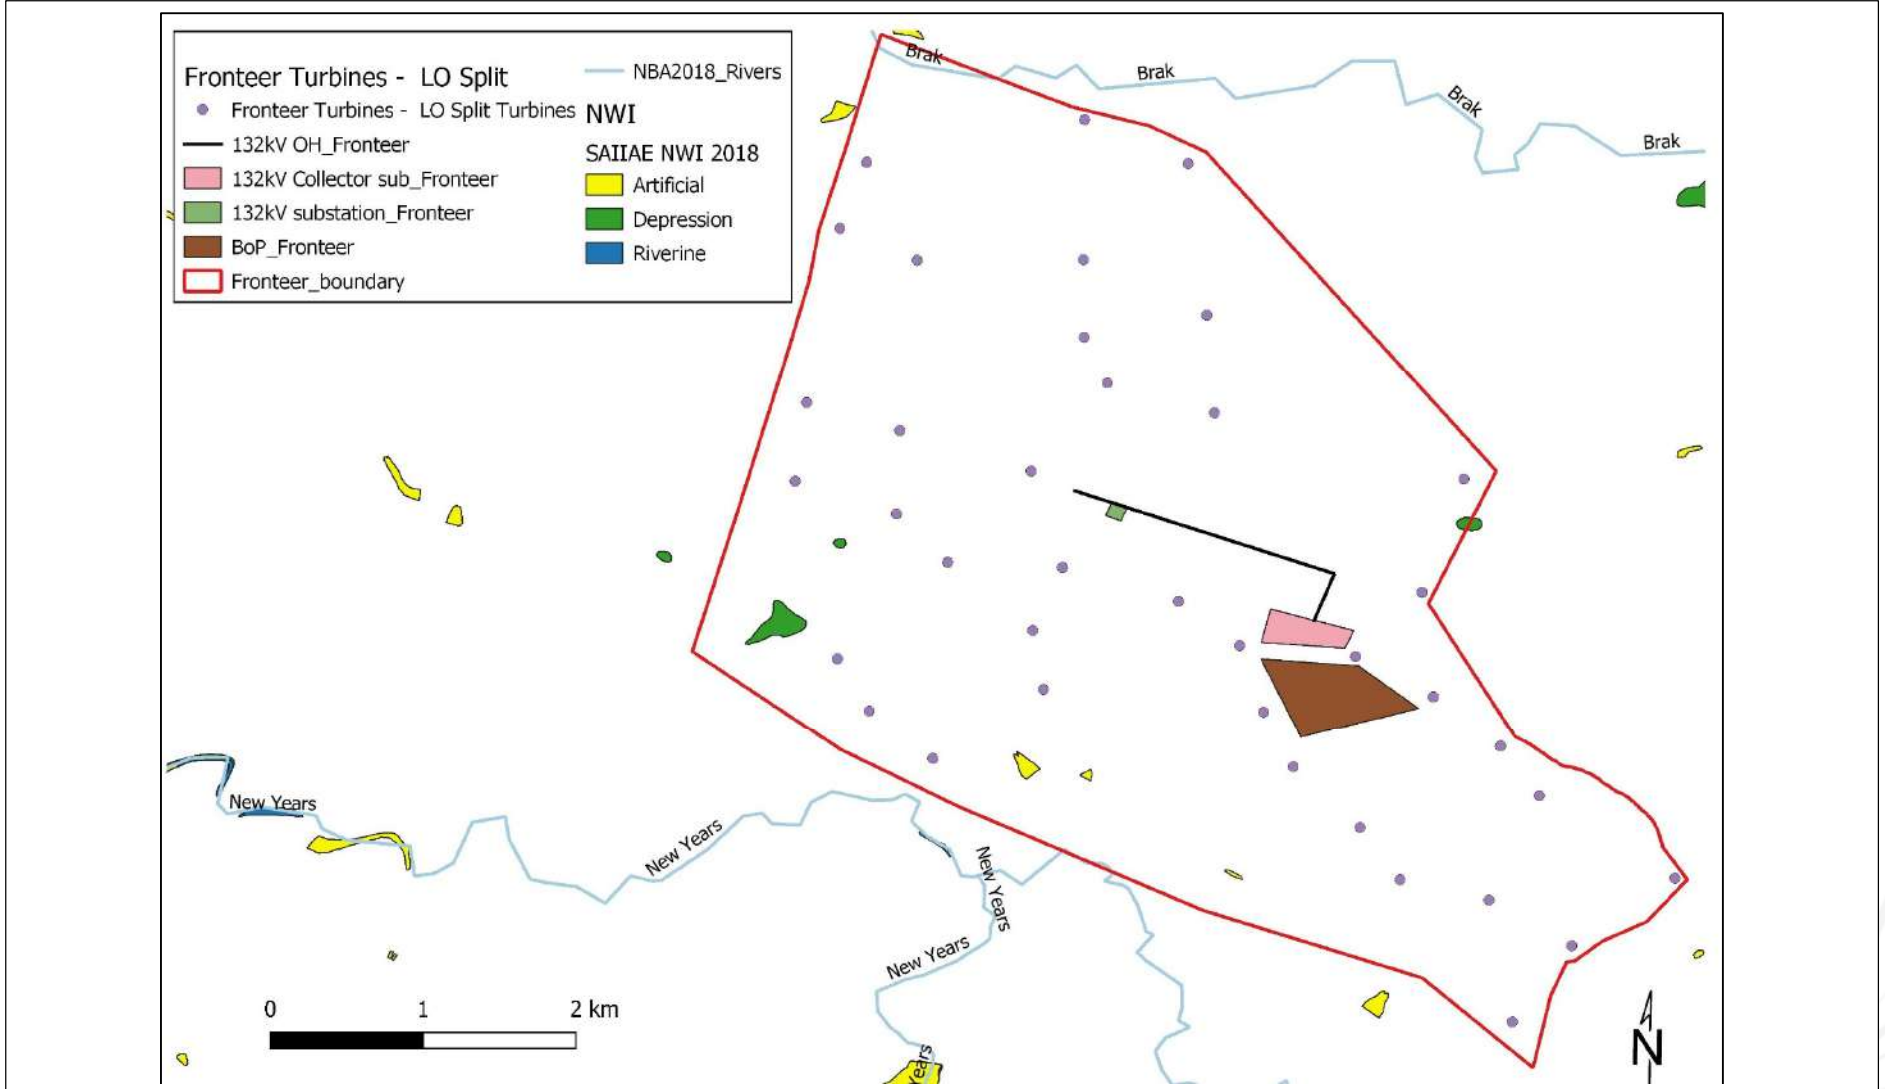 Fronteer Turbines - LO Split
Fronteer Turbines - LO Split Turbines
132kV OH_Fronteer
132kV Collector sub_Fronteer
132kV substation_Fronteer
BoP_Fronteer
Fronteer_boundary
NBA2018_Rivers
NWI
SAIIAE NWI 2018
Artificial
Depression
Riverine
Brak
Brak
Brak
Brak
New Years
New Years
New Years
New Years
Years
0 1 2 km
N